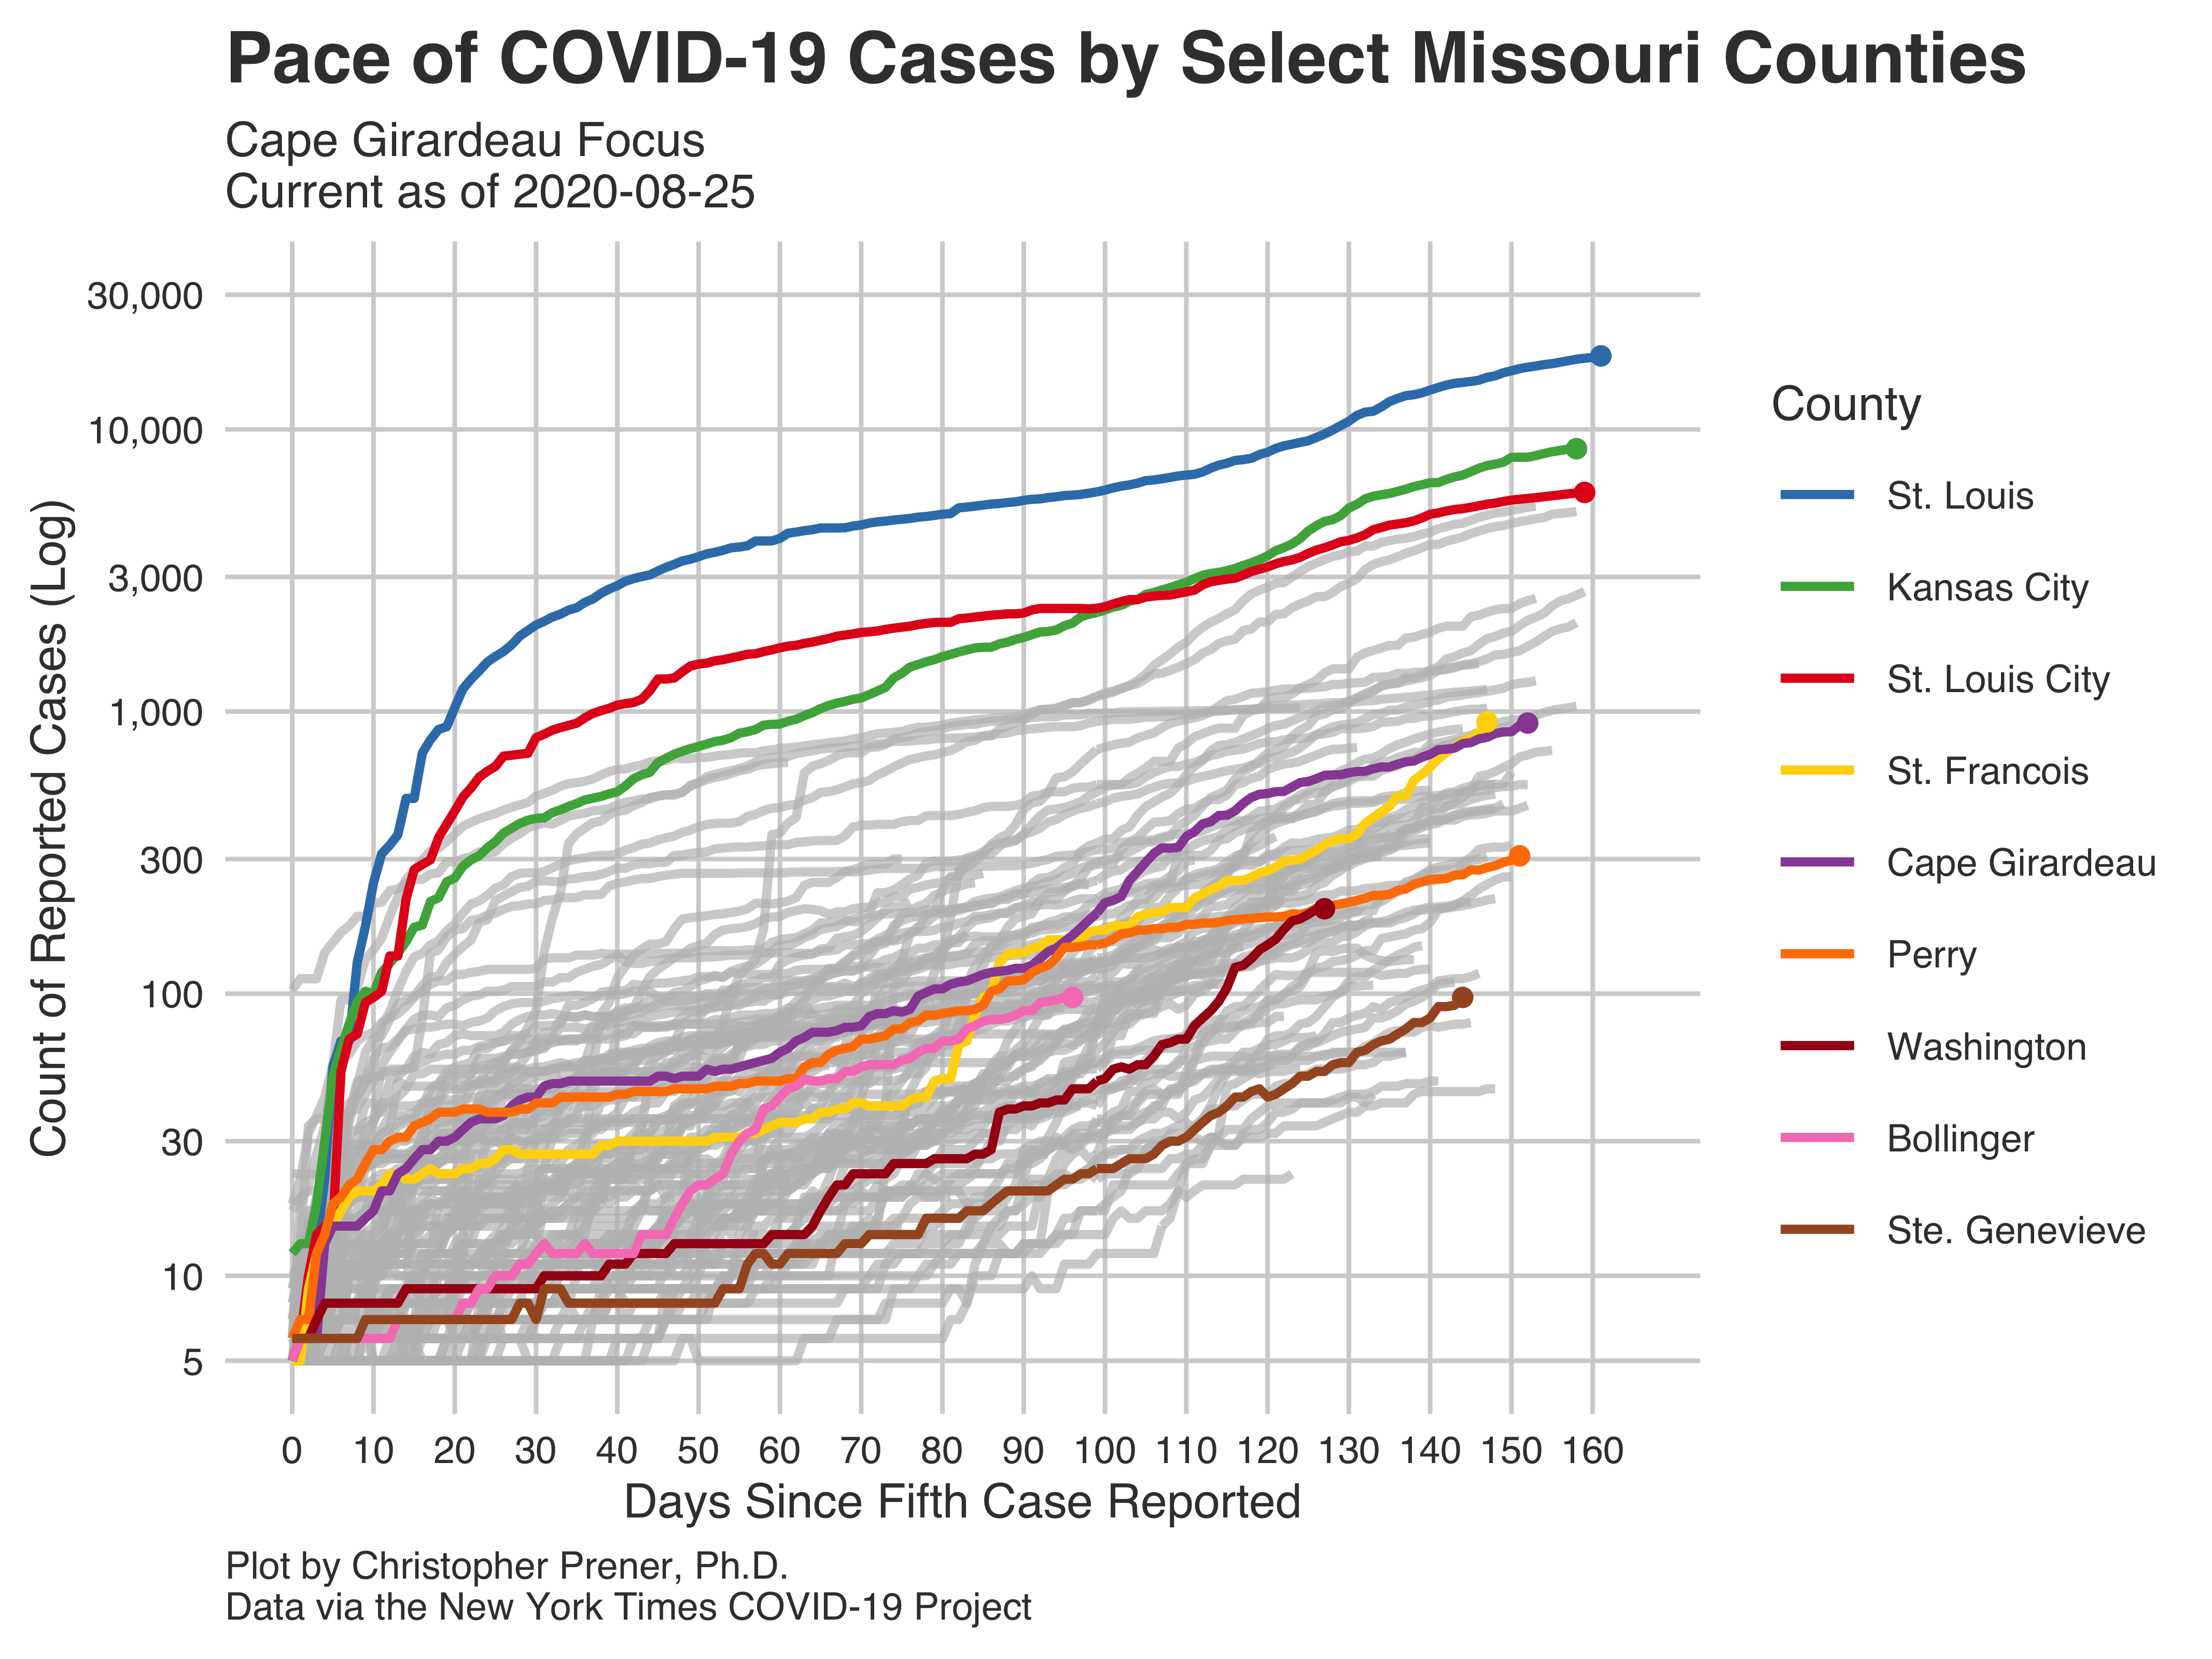 Pace of COVID-19 Cases by Select Missouri Counties
Cape Girardeau Focus
Current as of 2020-08-25
30,000
10,000
3,000
1,000
300
100
30
10
5
Count of Reported Cases (Log)
0 10 20 30 40 50 60 70 80 90 100 110 120 130 140 150 160
Days Since Fifth Case Reported
County
St. Louis
Kansas City
St. Louis City
St. Francois
Cape Girardeau
Perry
Washington
Bollinger
Ste. Genevieve
Plot by Christopher Prener, Ph.D.
Data via the New York Times COVID-19 Project